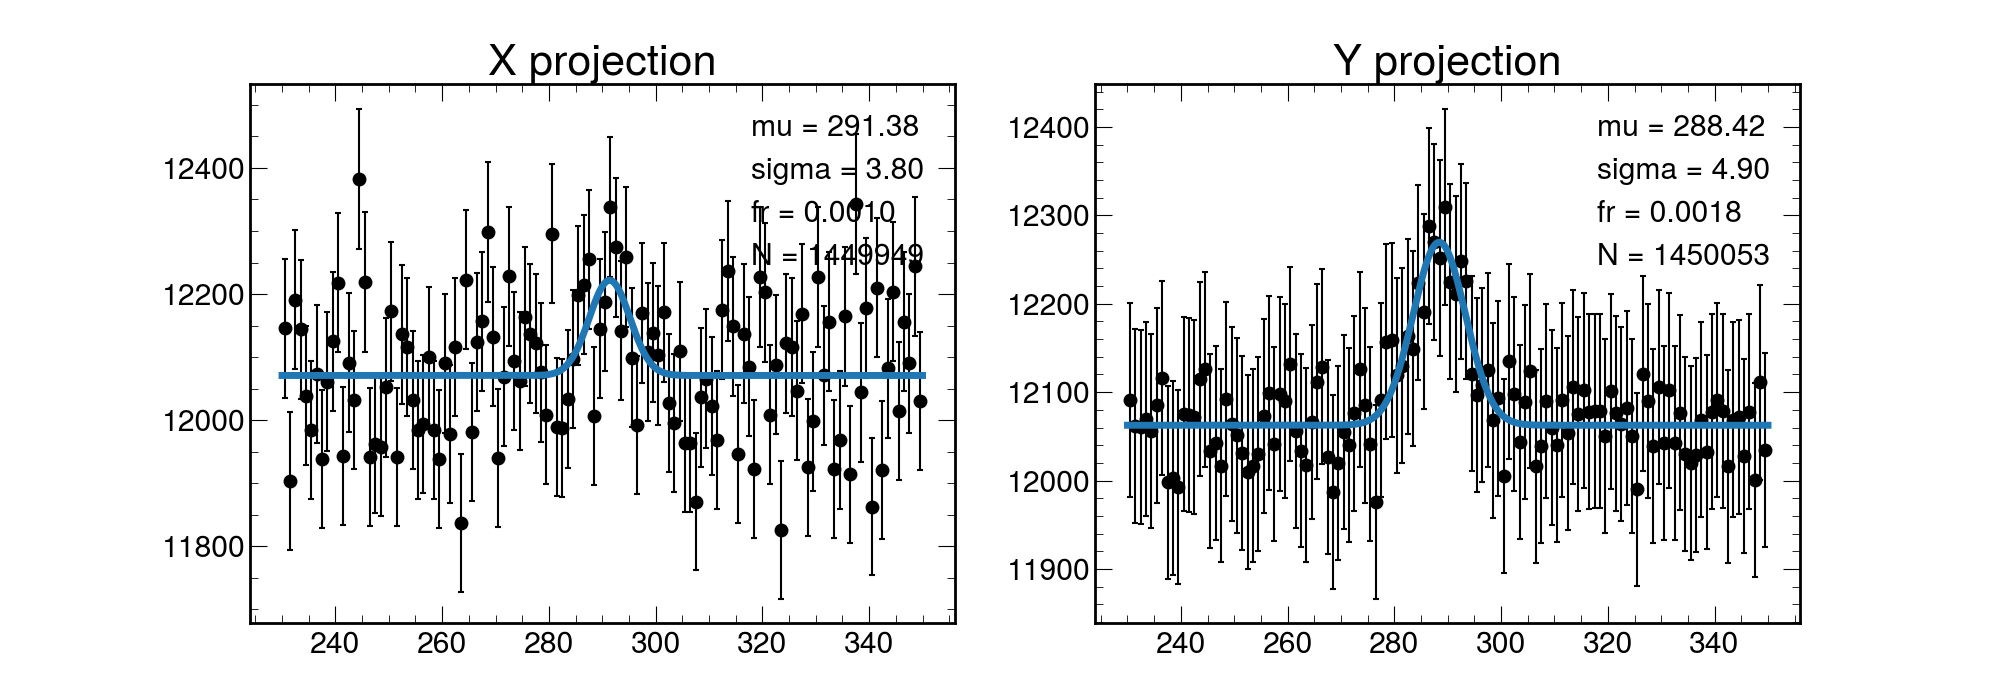 X projection
mu = 291.38
sigma = 3.80
fr = 0.0010
N = 1449949
12400
12200
12000
11800
240 260 280 300 320 340
Y projection
mu = 288.42
sigma = 4.90
fr = 0.0018
N = 1450053
12400
12300
12200
12100
12000
11900
240 260 280 300 320 340